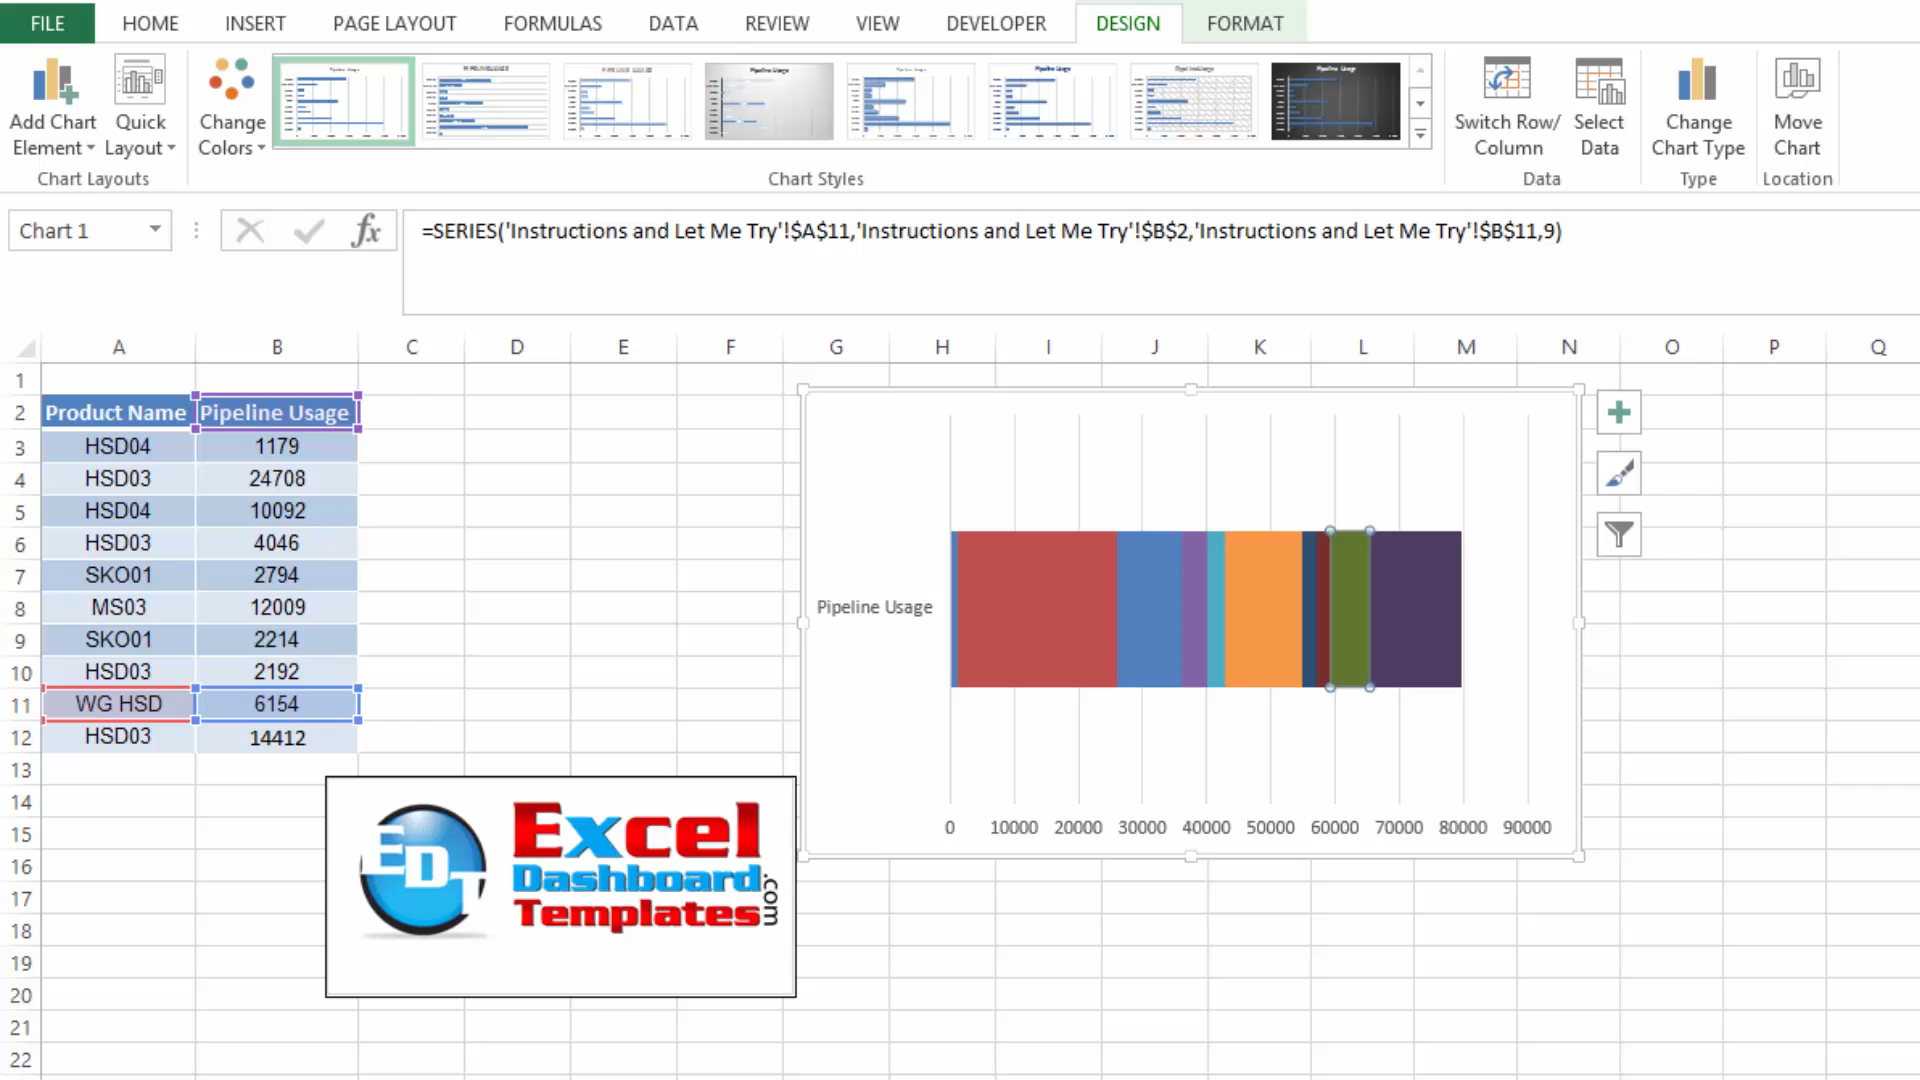 FILE HOME INSERT PAGE LAYOUT FORMULAS DATA REVIEW VIEW DEVELOPER DESIGN FORMAT
Add Chart Element
Quick Layout
Change Colors
Switch Row/ Column
Select Data
Change Chart Type
Move Chart
Chart Layouts Chart Styles Data Type Location
Chart 1 fx =SERIES('Instructions and Let Me Try'!$A$11,'Instructions and Let Me Try'!$B$2,'Instructions and Let Me Try'!$B$11,9)
A B C D E F G H I J K L M N O P Q
1
2 Product Name Pipeline Usage
3 HSD04 1179
4 HSD03 24708
5 HSD04 10092
6 HSD03 4046
7 SKO01 2794
8 MS03 12009
9 SKO01 2214
10 HSD03 2192
11 WG HSD 6154
12 HSD03 14412
13
14
15
16
17
18
19
20
21
22
Pipeline Usage
0 10000 20000 30000 40000 50000 60000 70000 80000 90000
EDT
Excel
Dashboard
Templates
.com